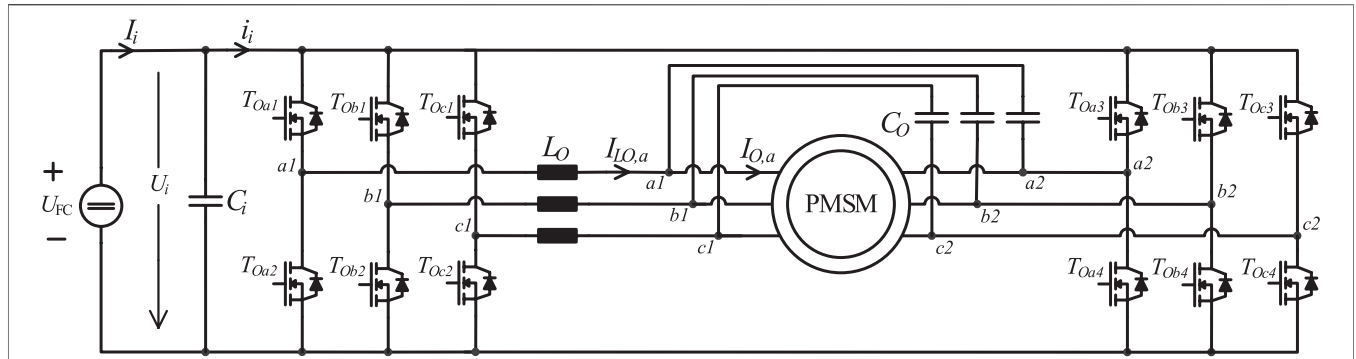 I_i
i_i
T_Oa1
T_Ob1
T_Oc1
T_Oa3
T_Ob3
T_Oc3
C_O
L_O
I_LO,a
I_O,a
a1
a1
a2
a2
+
U_FC
−
U_i
C_i
b1
b1
PMSM
b2
b2
c1
c1
c2
c2
T_Oa2
T_Ob2
T_Oc2
T_Oa4
T_Ob4
T_Oc4